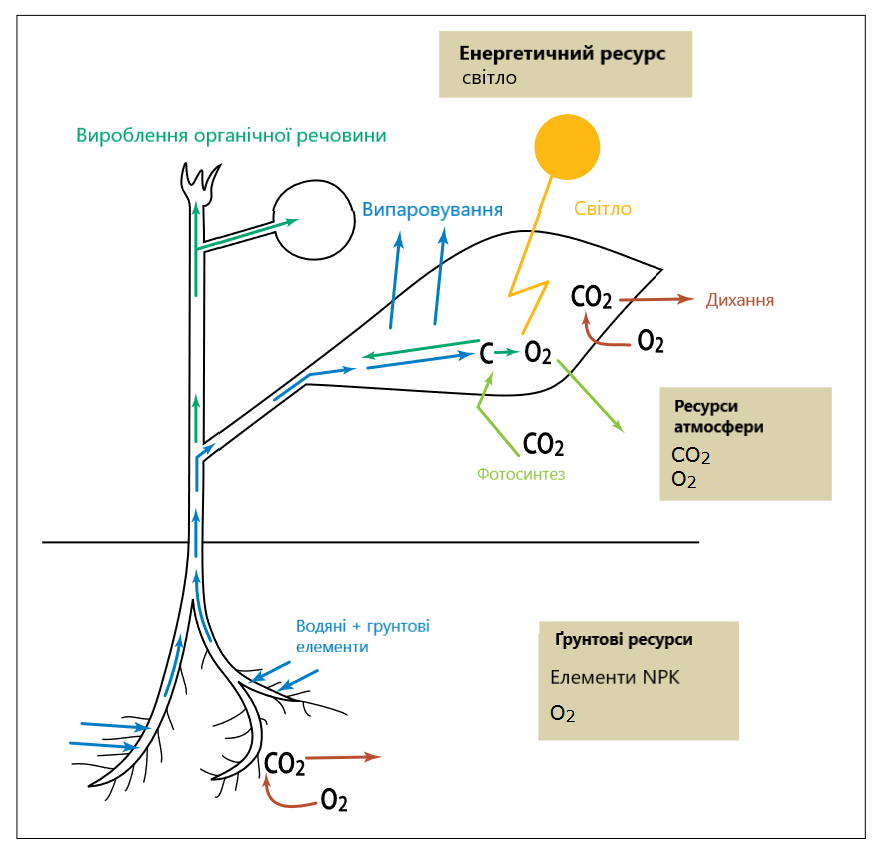 Енергетичний ресурс
світло
Вироблення органічної речовини
Випаровування
Світло
CO2
Дихання
O2
C
O2
CO2
Фотосинтез
Ресурси
атмосфери
CO2
O2
Водяні + грунтові
елементи
Ґрунтові ресурси
Елементи NPK
O2
CO2
O2